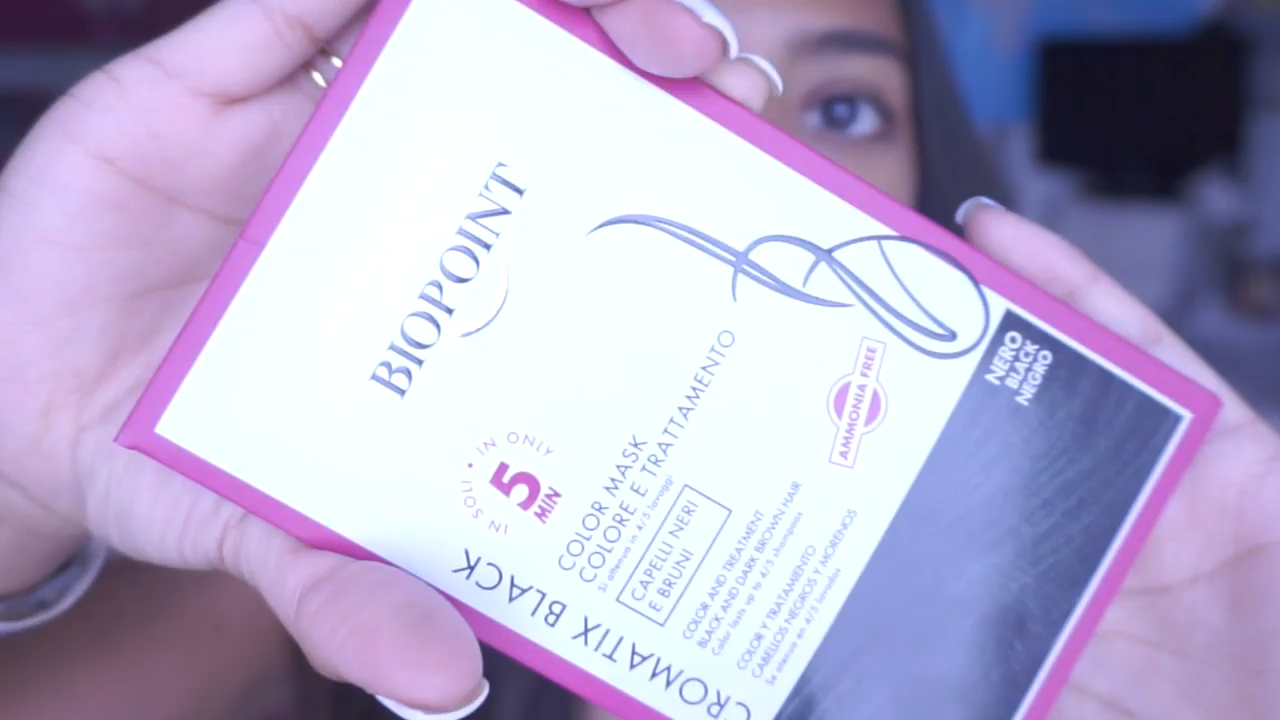 BIOPOINT
IN SOLI • IN ONLY
5
MIN
COLOR MASK
COLORE E TRATTAMENTO
Si attenua in 4/5 lavaggi
CAPELLI NERI
E BRUNI
COLOR AND TREATMENT
BLACK AND DARK BROWN HAIR
Color lasts up to 4/5 shampoos
COLOR Y TRATAMIENTO
CABELLOS NEGROS Y MORENOS
Se atenua en 4/5 lavados
AMMONIA FREE
NERO
BLACK
NEGRO
CROMATIX BLACK